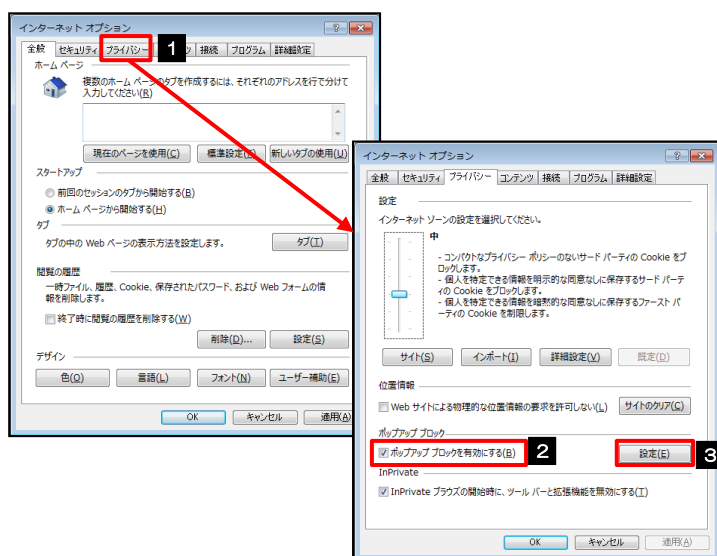 インターネット オプション
全般 セキュリティ プライバシー 1 ツ 接続 プログラム 詳細設定
ホーム ページ
複数のホーム ページのタブを作成するには、それぞれのアドレスを行で分けて
入力してください(R)
現在のページを使用(C) 標準設定 新しいタブの使用(U)
スタートアップ
前回のセッションのタブから開始する(B)
ホーム ページから開始する(H)
タブ
タブの中の Web ページの表示方法を設定します。 タブ(T)
閲覧の履歴
一時ファイル、履歴、Cookie、保存されたパスワード、および Web フォームの情
報を削除します。
終了時に閲覧の履歴を削除する(W)
削除(D)... 設定(S)
デザイン
色(O) 言語(L) フォント(N) ユーザー補助(E)
OK キャンセル 適用(A)
インターネット オプション
全般 セキュリティ プライバシー コンテンツ 接続 プログラム 詳細設定
設定
インターネット ゾーンの設定を選択してください。
中
- コンパクトなプライバシー ポリシーのないサード パーティの Cookie をブ
ロックします。
- 個人を特定できる情報を明示的な同意なしに保存するサード パーテ
ィの Cookie をブロックします。
- 個人を特定できる情報を暗黙的な同意なしに保存するファースト パ
ーティの Cookie を制限します。
サイト(S) インポート(I) 詳細設定(V) 既定(D)
位置情報
Web サイトによる物理的な位置情報の要求を許可しない(L) サイトのクリア(C)
ポップアップ ブロック
ポップアップ ブロックを有効にする(B) 2 設定(E) 3
InPrivate
InPrivate ブラウズの開始時に、ツール バーと拡張機能を無効にする(T)
OK キャンセル 適用(A)